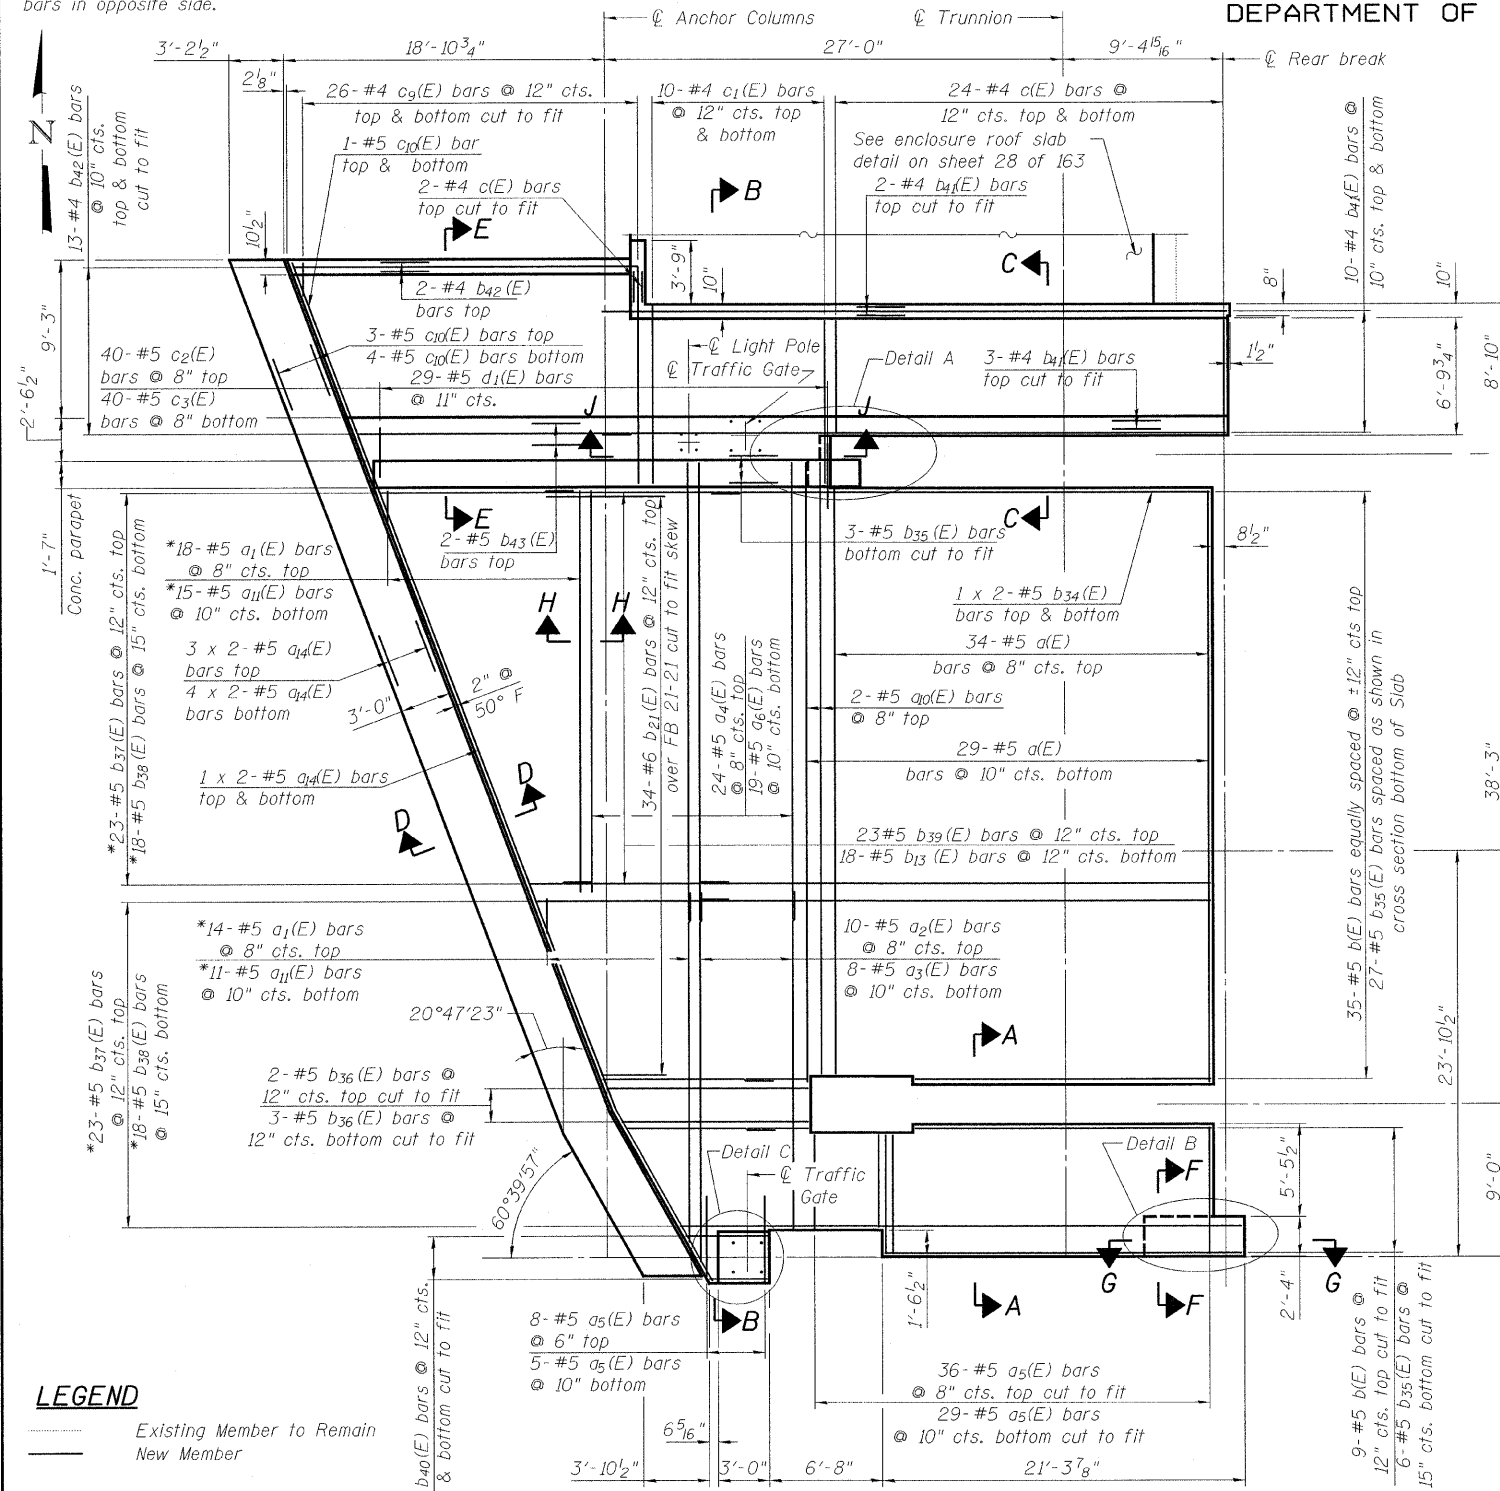 bars in opposite side.
℄ Anchor Columns
℄ Trunnion
DEPARTMENT OF
3'-2½"
18'-10¾"
27'-0"
9'-4 15/16"
℄ Rear break
2⅛"
26-#4 c9(E) bars @ 12" cts.
top & bottom cut to fit
10-#4 c1(E) bars
@ 12" cts. top
& bottom
24-#4 c(E) bars @
12" cts. top & bottom
N
13-#4 b42(E) bars
@ 10" cts.
top & bottom
cut to fit
1-#5 c10(E) bar
top & bottom
2-#4 c(E) bars
top cut to fit
See enclosure roof slab
detail on sheet 28 of 163
2-#4 b41(E) bars
top cut to fit
10-#4 b41(E) bars @
10" cts. top & bottom
B
E
C
10½"
3'-9"
10"
8"
10"
2-#4 b42(E)
bars top
9'-3"
3-#5 c10(E) bars top
4-#5 c10(E) bars bottom
℄ Light Pole
℄ Traffic Gate
Detail A
3-#4 b41(E) bars
top cut to fit
1½"
6'-9¾"
8'-10"
40-#5 c2(E)
bars @ 8" top
40-#5 c3(E)
bars @ 8" bottom
29-#5 d1(E) bars
@ 11" cts.
2'-6½"
J
J
E
C
1'-7"
Conc. parapet
2-#5 b43(E)
bars top
3-#5 b35(E) bars
bottom cut to fit
8½"
*18-#5 a1(E) bars
@ 8" cts. top
*15-#5 a11(E) bars
@ 10" cts. bottom
*23-#5 b37(E) bars @ 12" cts. top
*18-#5 b38(E) bars @ 15" cts. bottom
H
H
34-#6 b21(E) bars @ 12" cts. top
over FB 21-21 cut to fit skew
1 x 2-#5 b34(E)
bars top & bottom
3 x 2-#5 a14(E)
bars top
4 x 2-#5 a14(E)
bars bottom
3'-0"
2" @
50° F
24-#5 a4(E) bars
@ 8" cts. top
19-#5 a6(E) bars
@ 10" cts. bottom
34-#5 a(E)
bars @ 8" cts. top
2-#5 a10(E) bars
@ 8" top
29-#5 a(E)
bars @ 10" cts. bottom
35-#5 b(E) bars equally spaced @ ±12" cts top
27-#5 b35(E) bars spaced as shown in
cross section bottom of Slab
38'-3"
1 x 2-#5 a14(E) bars
top & bottom
D
D
23#5 b39(E) bars @ 12" cts. top
18-#5 b13(E) bars @ 12" cts. bottom
*14-#5 a1(E) bars
@ 8" cts. top
*11-#5 a11(E) bars
@ 10" cts. bottom
10-#5 a2(E) bars
@ 8" cts. top
8-#5 a3(E) bars
@ 10" cts. bottom
*23-#5 b37(E) bars
@ 12" cts. top
*18-#5 b38(E) bars
@ 15" cts. bottom
20°47'23"
A
23'-10½"
2-#5 b36(E) bars @
12" cts. top cut to fit
3-#5 b36(E) bars @
12" cts. bottom cut to fit
60°39'57"
Detail C
℄ Traffic
Gate
Detail B
F
5'-5½"
9'-0"
G
G
B
A
F
1'-6½"
2'-4"
b40(E) bars @ 12" cts.
& bottom cut to fit
8-#5 a5(E) bars
@ 6" top
5-#5 a5(E) bars
@ 10" bottom
36-#5 a5(E) bars
@ 8" cts. top cut to fit
29-#5 a5(E) bars
@ 10" cts. bottom cut to fit
9-#5 b(E) bars @
12" cts. top cut to fit
6-#5 b35(E) bars @
15" cts. bottom cut to fit
LEGEND
Existing Member to Remain
New Member
6 5/16"
3'-10½"
3'-0"
6'-8"
21'-3⅞"